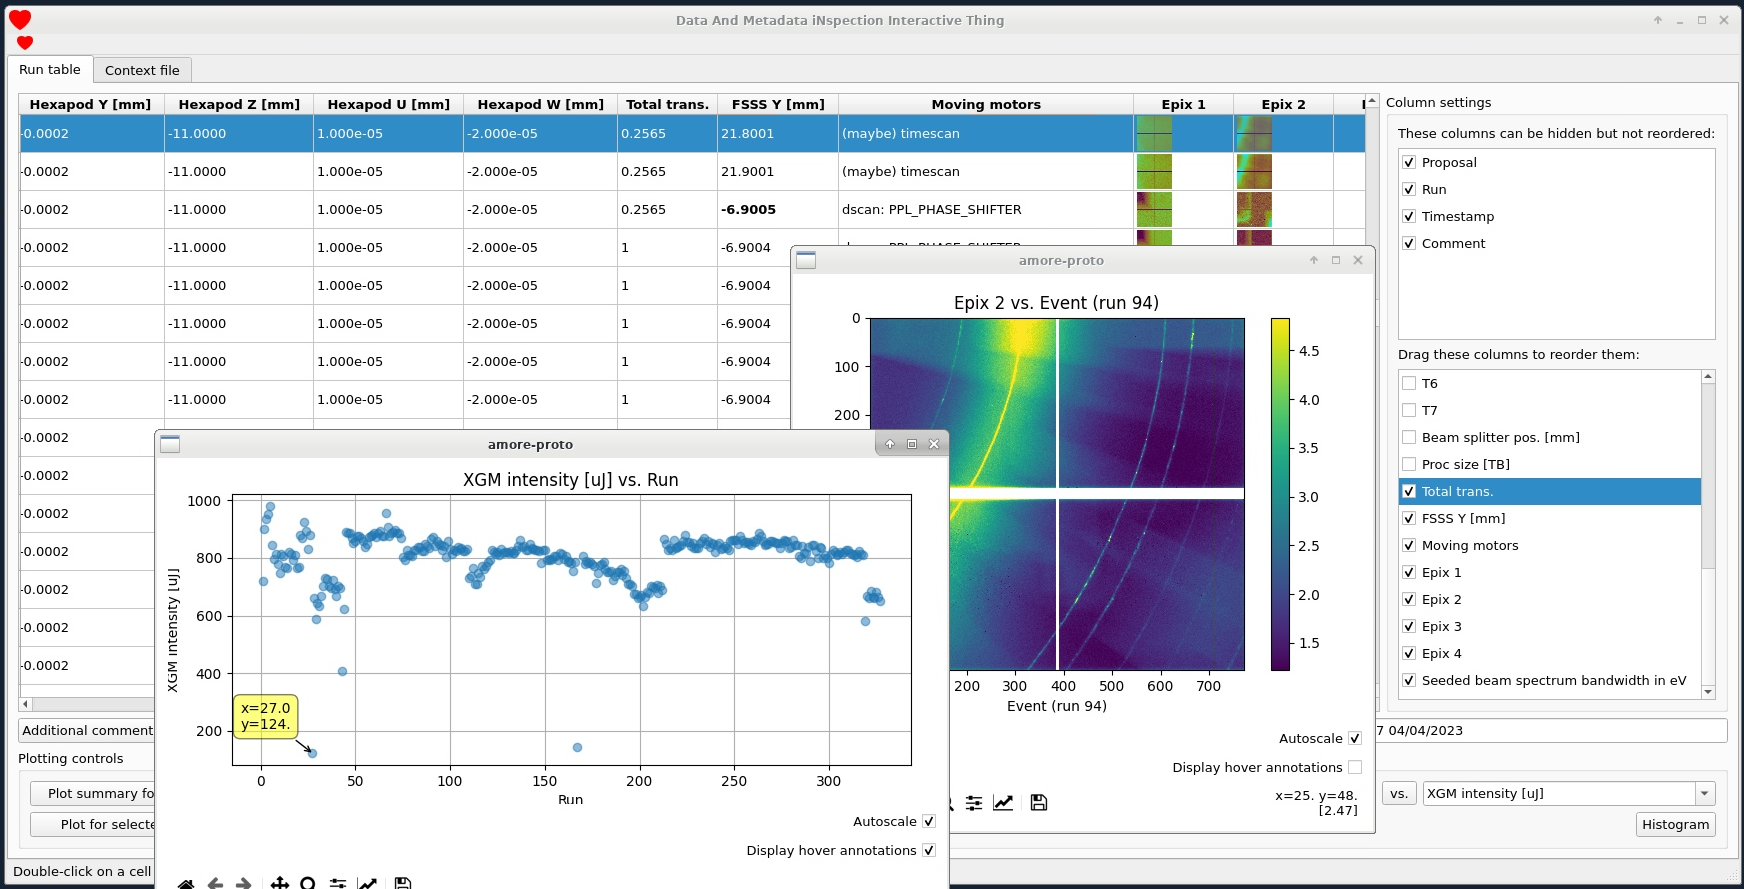 Data And Metadata iNspection Interactive Thing
Run table
Context file
Hexapod Y [mm] Hexapod Z [mm] Hexapod U [mm] Hexapod W [mm] Total trans. FSSS Y [mm] Moving motors Epix 1 Epix 2
-0.0002 -11.0000 1.000e-05 -2.000e-05 0.2565 21.8001 (maybe) timescan
-0.0002 -11.0000 1.000e-05 -2.000e-05 0.2565 21.9001 (maybe) timescan
-0.0002 -11.0000 1.000e-05 -2.000e-05 0.2565 -6.9005 dscan: PPL_PHASE_SHIFTER
-0.0002 -11.0000 1.000e-05 -2.000e-05 1 -6.9004 PPL_PHASE_SHIFTER
-0.0002 -11.0000 1.000e-05 -2.000e-05 1 -6.9004
-0.0002 -11.0000 1.000e-05 -2.000e-05 1 -6.9004
-0.0002 -11.0000 1.000e-05 -2.000e-05 1 -6.9004
-0.0002 -11.0000 1.000e-05 -2.000e-05 1 -6.9004
-0.0002
-0.0002
-0.0002
-0.0002
-0.0002
-0.0002
-0.0002
Additional comment
Plotting controls
Plot summary fo
Plot for selecte
Double-click on a cell
amore-proto
XGM intensity [uJ] vs. Run
XGM intensity [uJ]
1000
800
600
400
200
x=27.0
y=124.
0 50 100 150 200 250 300
Run
Autoscale
Display hover annotations
amore-proto
Epix 2 vs. Event (run 94)
0
100
200
4.5
4.0
3.5
3.0
2.5
2.0
1.5
200 300 400 500 600 700
Event (run 94)
Autoscale
Display hover annotations
x=25. y=48.
[2.47]
Column settings
These columns can be hidden but not reordered:
Proposal
Run
Timestamp
Comment
Drag these columns to reorder them:
T6
T7
Beam splitter pos. [mm]
Proc size [TB]
Total trans.
FSSS Y [mm]
Moving motors
Epix 1
Epix 2
Epix 3
Epix 4
Seeded beam spectrum bandwidth in eV
7 04/04/2023
vs. XGM intensity [uJ]
Histogram